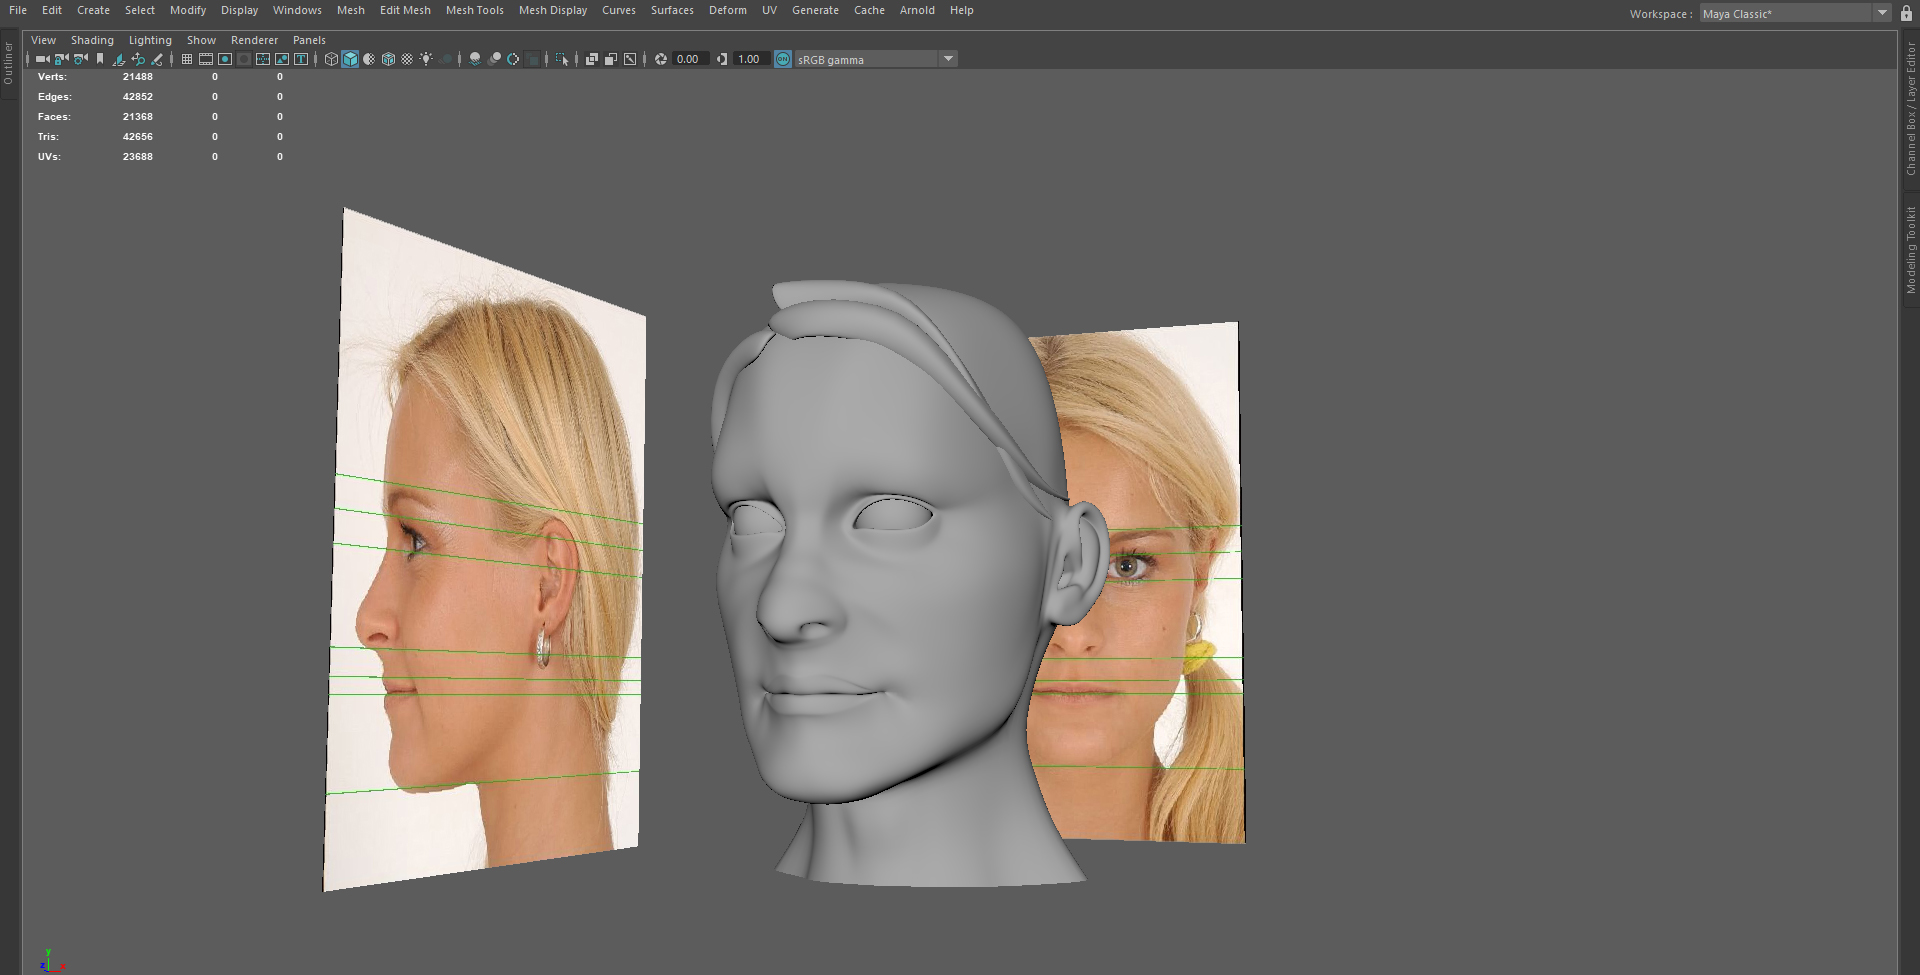 File Edit Create Select Modify Display Windows Mesh Edit Mesh Mesh Tools Mesh Display Curves Surfaces Deform UV Generate Cache Arnold Help
Workspace : Maya Classic*
View Shading Lighting Show Renderer Panels
0.00 1.00 ON sRGB gamma
Verts: 21488 0 0
Edges: 42852 0 0
Faces: 21368 0 0
Tris: 42656 0 0
UVs: 23688 0 0
Outliner
Channel Box / Layer Editor
Modeling Toolkit
y
z x